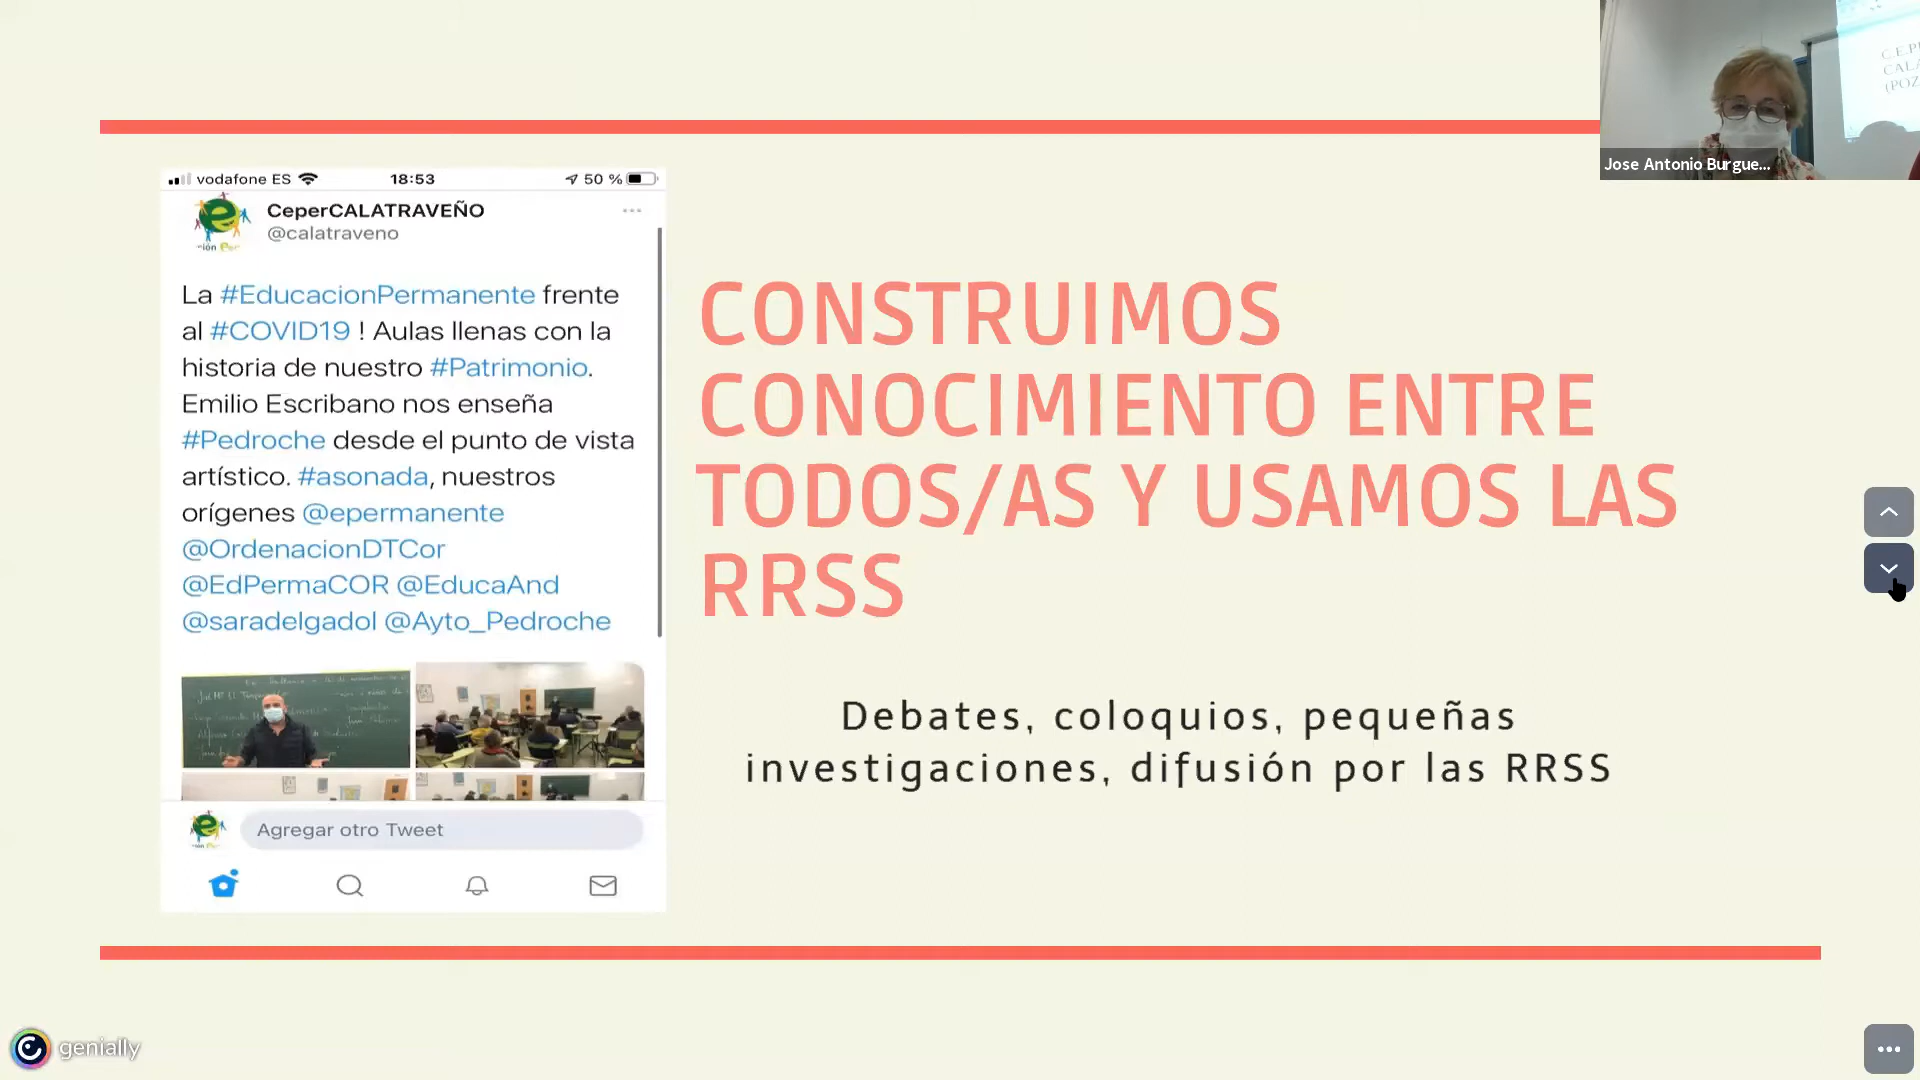 vodafone ES
18:53
50 %
CeperCALATRAVEÑO
@calatraveno
La #EducacionPermanente frente
al #COVID19 ! Aulas llenas con la
historia de nuestro #Patrimonio.
Emilio Escribano nos enseña
#Pedroche desde el punto de vista
artístico. #asonada, nuestros
orígenes @epermanente
@OrdenacionDTCor
@EdPermaCOR @EducaAnd
@saradelgadol @Ayto_Pedroche
Agregar otro Tweet
CONSTRUIMOS
CONOCIMIENTO ENTRE
TODOS/AS Y USAMOS LAS
RRSS
Debates, coloquios, pequeñas
investigaciones, difusión por las RRSS
Jose Antonio Burgue...
genially